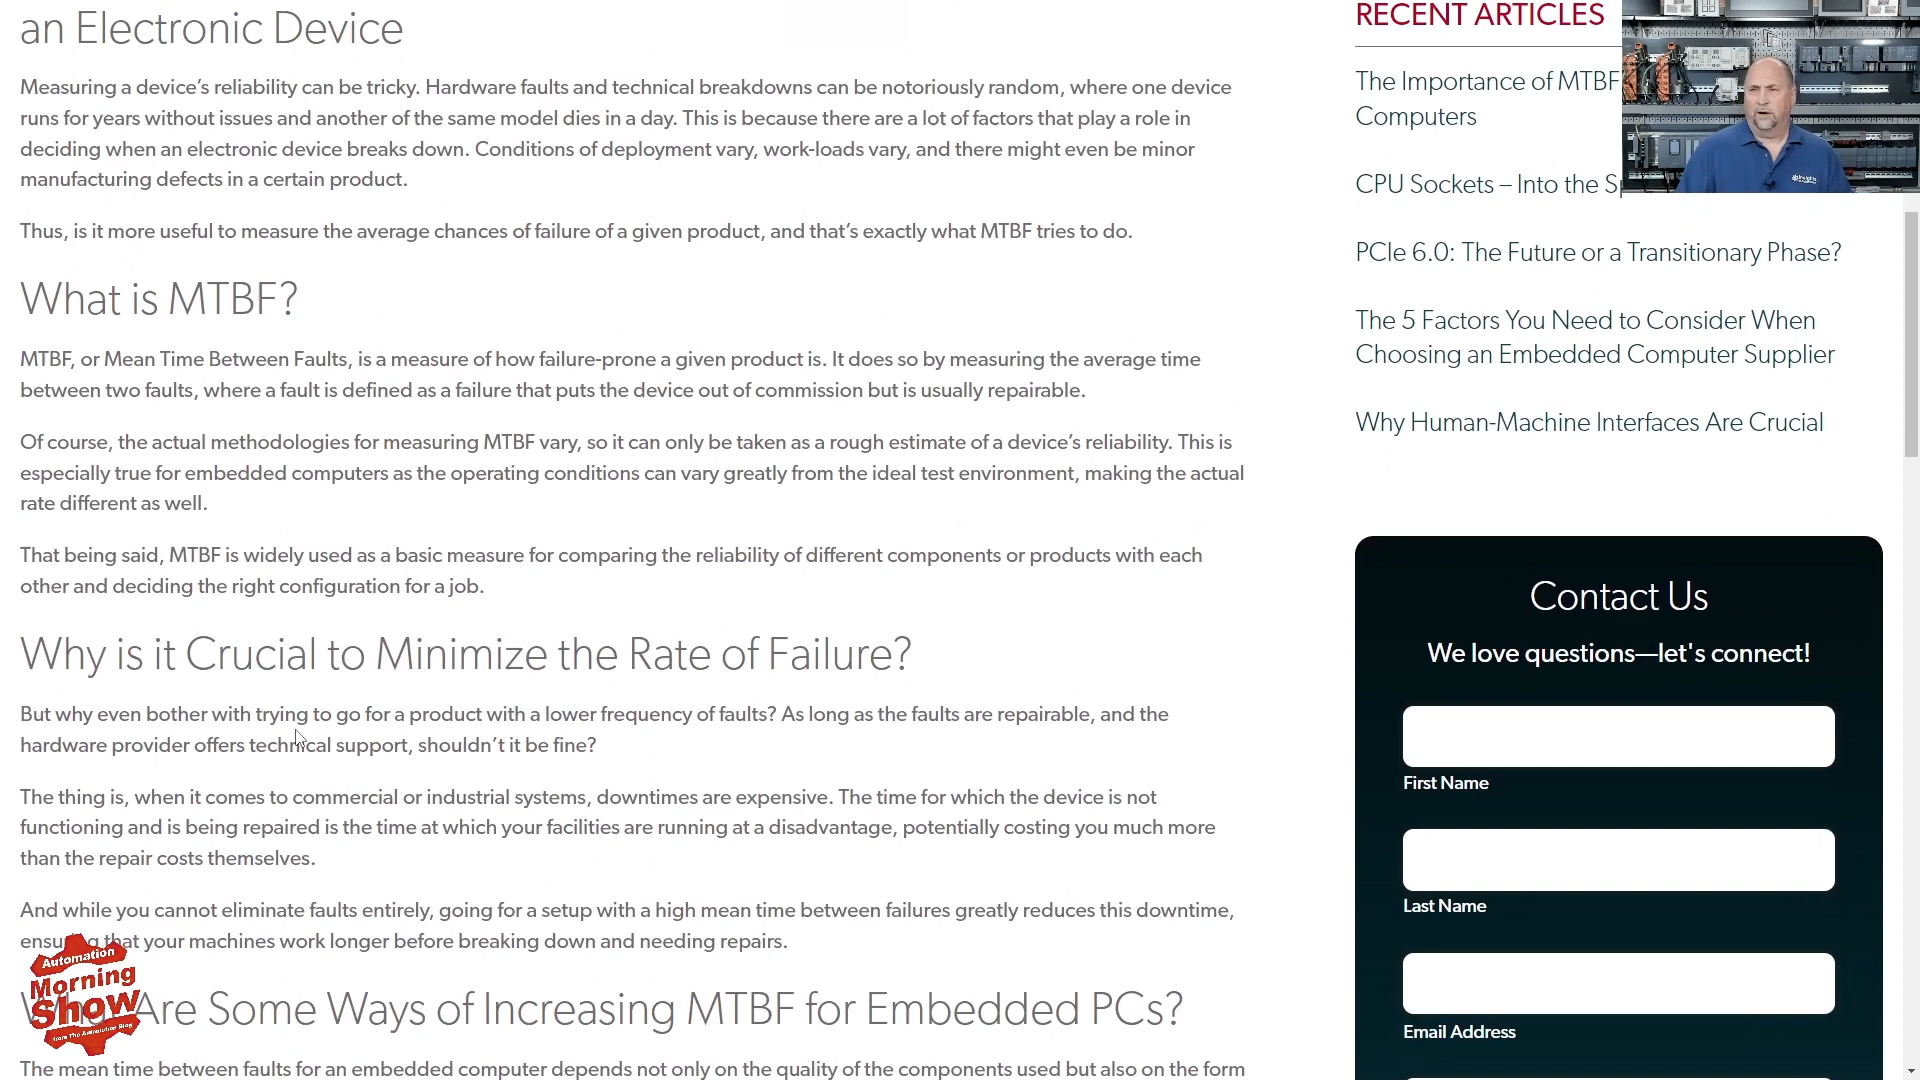 an Electronic Device
Measuring a device's reliability can be tricky. Hardware faults and technical breakdowns can be notoriously random, where one device
runs for years without issues and another of the same model dies in a day. This is because there are a lot of factors that play a role in
deciding when an electronic device breaks down. Conditions of deployment vary, work-loads vary, and there might even be minor
manufacturing defects in a certain product.
Thus, is it more useful to measure the average chances of failure of a given product, and that's exactly what MTBF tries to do.
What is MTBF?
MTBF, or Mean Time Between Faults, is a measure of how failure-prone a given product is. It does so by measuring the average time
between two faults, where a fault is defined as a failure that puts the device out of commission but is usually repairable.
Of course, the actual methodologies for measuring MTBF vary, so it can only be taken as a rough estimate of a device's reliability. This is
especially true for embedded computers as the operating conditions can vary greatly from the ideal test environment, making the actual
rate different as well.
That being said, MTBF is widely used as a basic measure for comparing the reliability of different components or products with each
other and deciding the right configuration for a job.
Why is it Crucial to Minimize the Rate of Failure?
But why even bother with trying to go for a product with a lower frequency of faults? As long as the faults are repairable, and the
hardware provider offers technical support, shouldn't it be fine?
The thing is, when it comes to commercial or industrial systems, downtimes are expensive. The time for which the device is not
functioning and is being repaired is the time at which your facilities are running at a disadvantage, potentially costing you much more
than the repair costs themselves.
And while you cannot eliminate faults entirely, going for a setup with a high mean time between failures greatly reduces this downtime,
that your machines work longer before breaking down and needing repairs.
Are Some Ways of Increasing MTBF for Embedded PCs?
The mean time between faults for an embedded computer depends not only on the quality of the components used but also on the form
Automation
Morning
Show
from The Automation Blog
RECENT ARTICLES
The Importance of MTBF
Computers
CPU Sockets – Into the
PCIe 6.0: The Future or a Transitionary Phase?
The 5 Factors You Need to Consider When
Choosing an Embedded Computer Supplier
Why Human-Machine Interfaces Are Crucial
Contact Us
We love questions—let's connect!
First Name
Last Name
Email Address